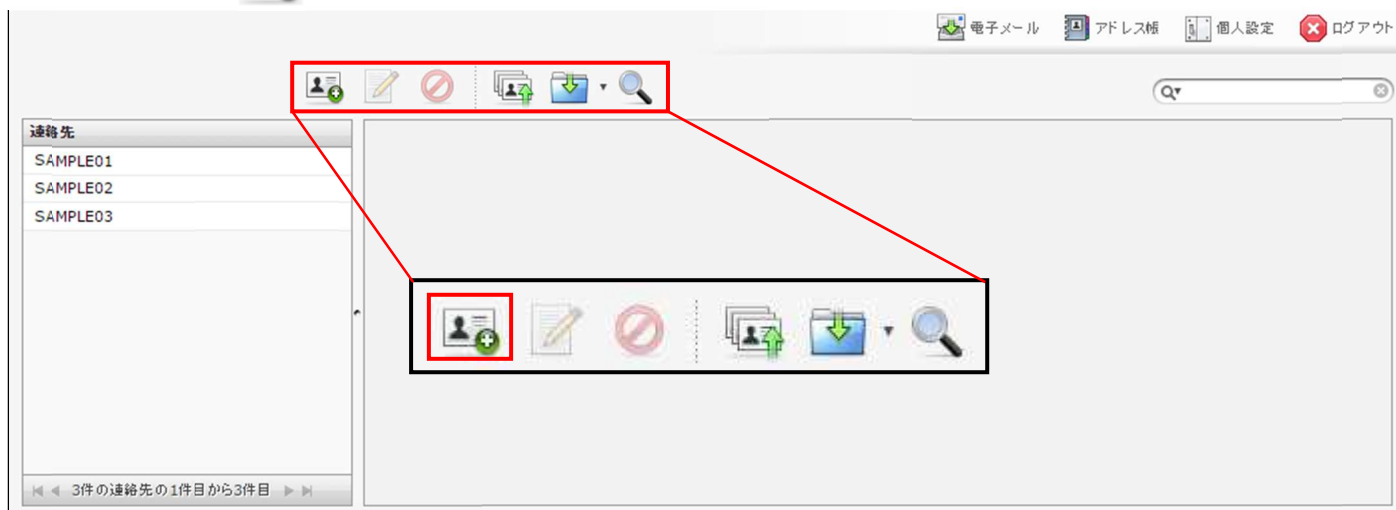 電子メール アドレス帳 個人設定 ログアウト
連絡先
SAMPLE01
SAMPLE02
SAMPLE03
3件の連絡先の1件目から3件目